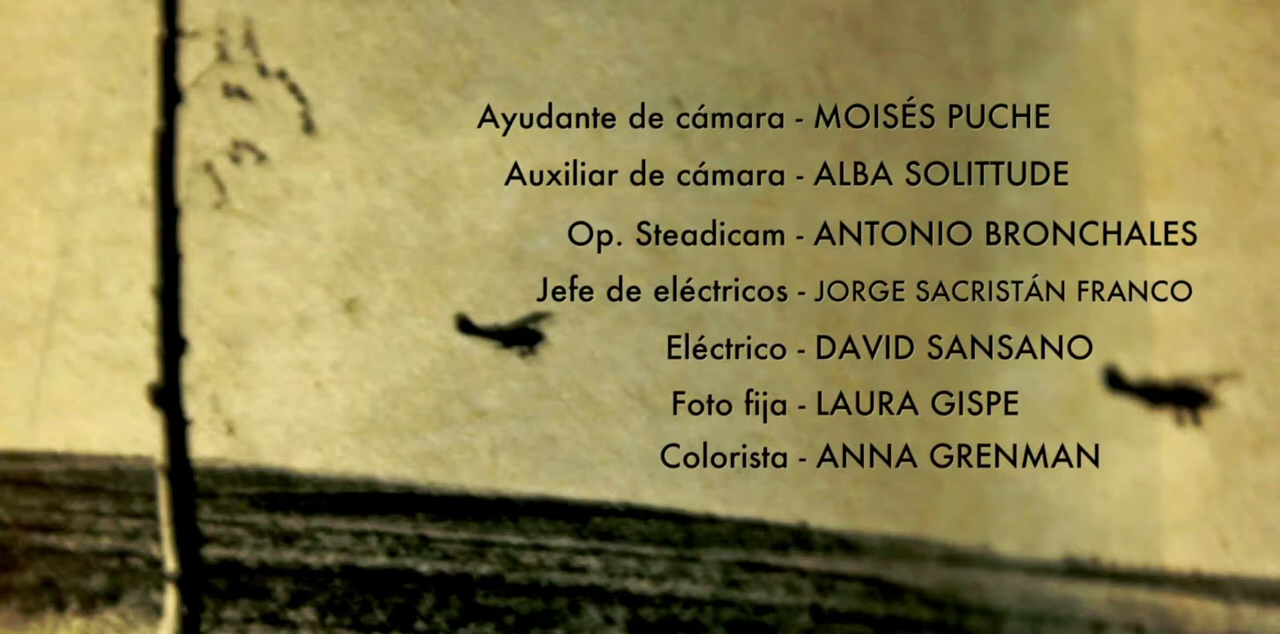 Ayudante de cámara - MOISÉS PUCHE
Auxiliar de cámara - ALBA SOLITTUDE
Op. Steadicam - ANTONIO BRONCHALES
Jefe de eléctricos - JORGE SACRISTÁN FRANCO
Eléctrico - DAVID SANSANO
Foto fija - LAURA GISPE
Colorista - ANNA GRENMAN